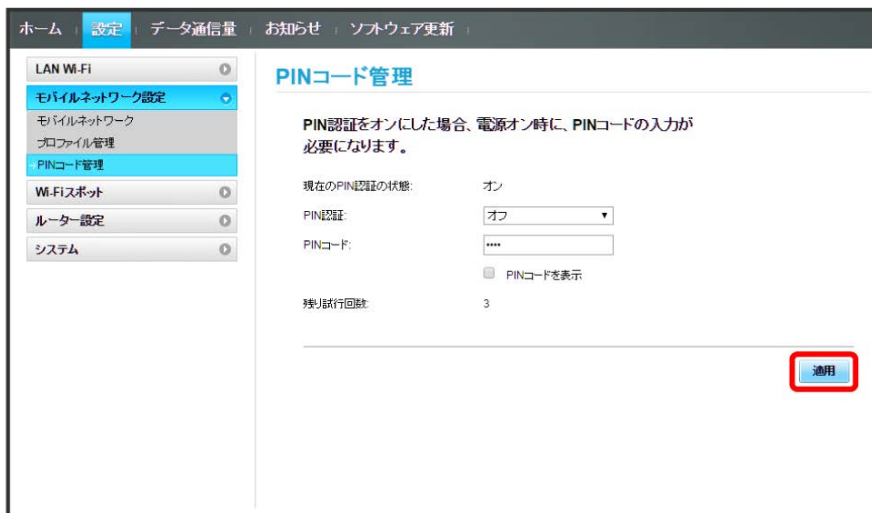 ホーム 設定 データ通信量 お知らせ ソフトウェア更新
LAN Wi-Fi
モバイルネットワーク設定
モバイルネットワーク
プロファイル管理
PINコード管理
Wi-Fiスポット
ルーター設定
システム
PINコード管理
PIN認証をオンにした場合、電源オン時に、PINコードの入力が
必要になります。
現在のPIN認証の状態: オン
PIN認証: オフ
PINコード: ••••
PINコードを表示
残り試行回数: 3
適用